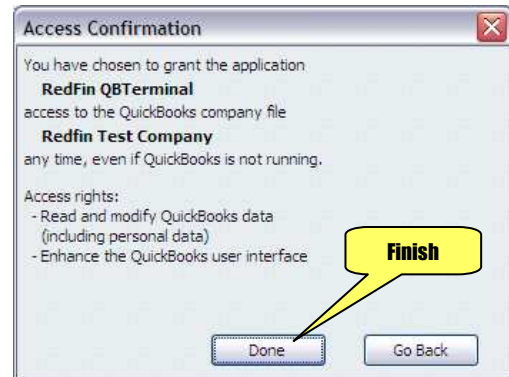 Access Confirmation
You have chosen to grant the application
RedFin QBTerminal
access to the QuickBooks company file
Redfin Test Company
any time, even if QuickBooks is not running.
Access rights:
- Read and modify QuickBooks data
(including personal data)
- Enhance the QuickBooks user interface
Finish
Done
Go Back